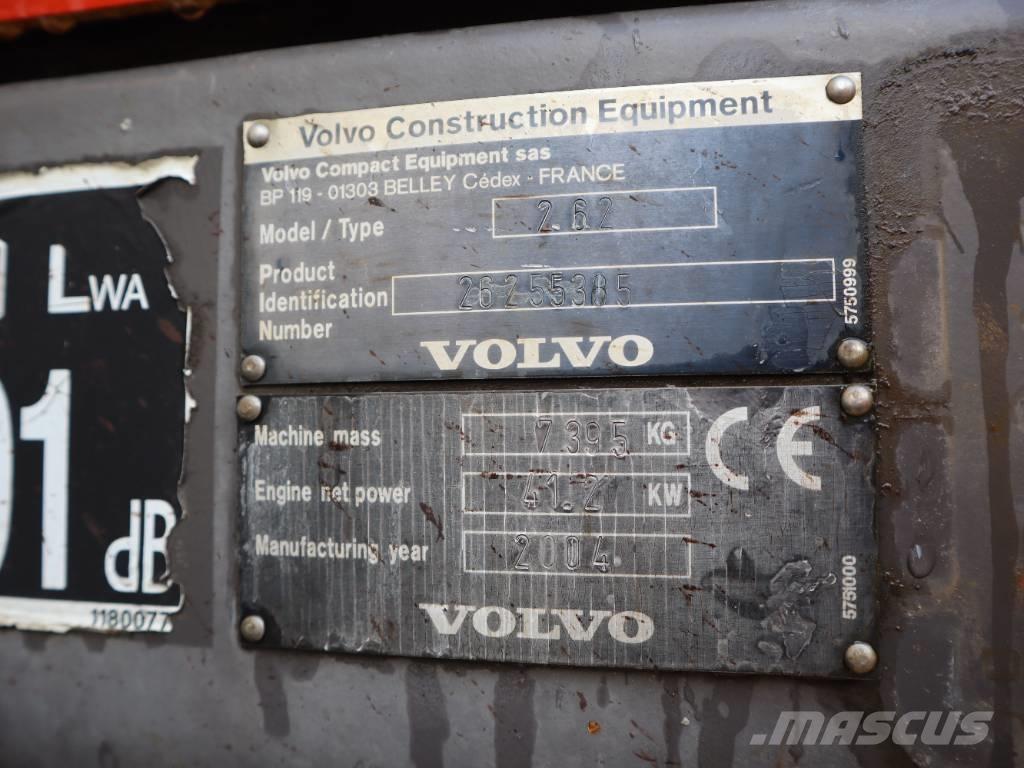 Volvo Construction Equipment
Volvo Compact Equipment sas
BP 119 - 01303 BELLEY Cédex - FRANCE
Model / Type 262
Product
Identification 26255385
Number
5750999
VOLVO
Machine mass 7395 KG
Engine net power 41.2 KW
Manufacturing year 2004
CE
5751000
VOLVO
LWA
01
dB
1180077
MASCUS